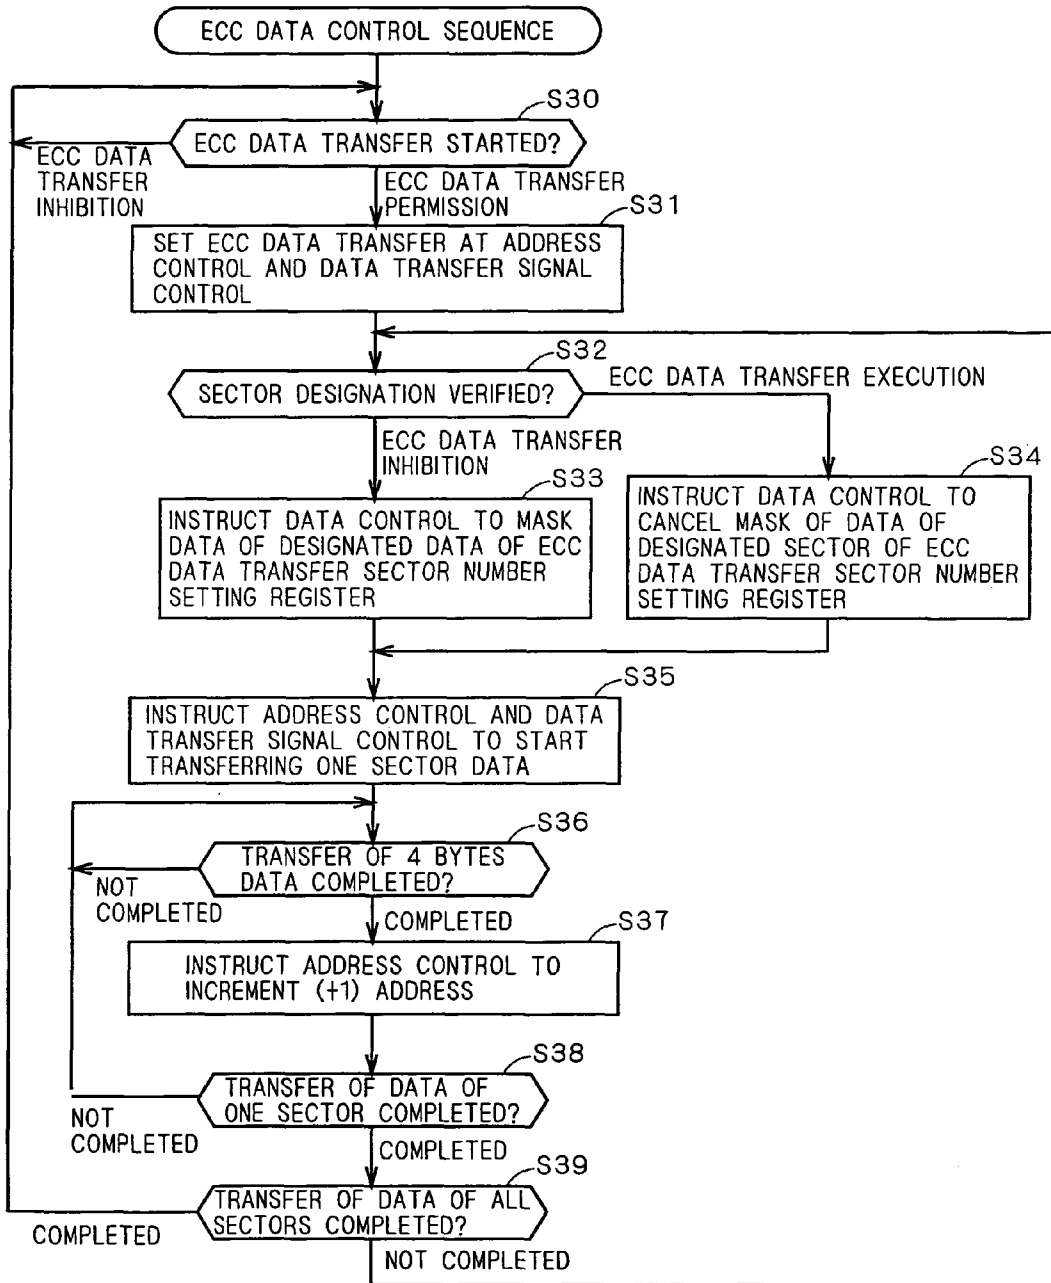 ECC DATA CONTROL SEQUENCE
S30
ECC DATA TRANSFER STARTED?
ECC DATA
TRANSFER
INHIBITION
ECC DATA TRANSFER
PERMISSION
S31
SET ECC DATA TRANSFER AT ADDRESS
CONTROL AND DATA TRANSFER SIGNAL
CONTROL
S32
SECTOR DESIGNATION VERIFIED?
ECC DATA TRANSFER EXECUTION
ECC DATA TRANSFER
INHIBITION
S33
INSTRUCT DATA CONTROL TO MASK
DATA OF DESIGNATED DATA OF ECC
DATA TRANSFER SECTOR NUMBER
SETTING REGISTER
S34
INSTRUCT DATA CONTROL TO
CANCEL MASK OF DATA OF
DESIGNATED SECTOR OF ECC
DATA TRANSFER SECTOR NUMBER
SETTING REGISTER
S35
INSTRUCT ADDRESS CONTROL AND DATA
TRANSFER SIGNAL CONTROL TO START
TRANSFERRING ONE SECTOR DATA
S36
TRANSFER OF 4 BYTES
DATA COMPLETED?
NOT
COMPLETED
COMPLETED
S37
INSTRUCT ADDRESS CONTROL TO
INCREMENT (+1) ADDRESS
S38
TRANSFER OF DATA OF
ONE SECTOR COMPLETED?
NOT
COMPLETED
COMPLETED
S39
TRANSFER OF DATA OF ALL
SECTORS COMPLETED?
COMPLETED
NOT COMPLETED